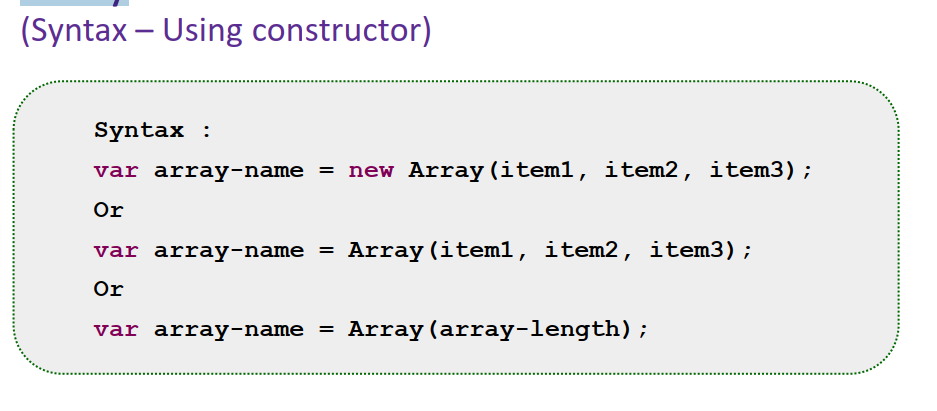 (Syntax – Using constructor)
Syntax :
var array-name = new Array(item1, item2, item3);
Or
var array-name = Array(item1, item2, item3);
Or
var array-name = Array(array-length);